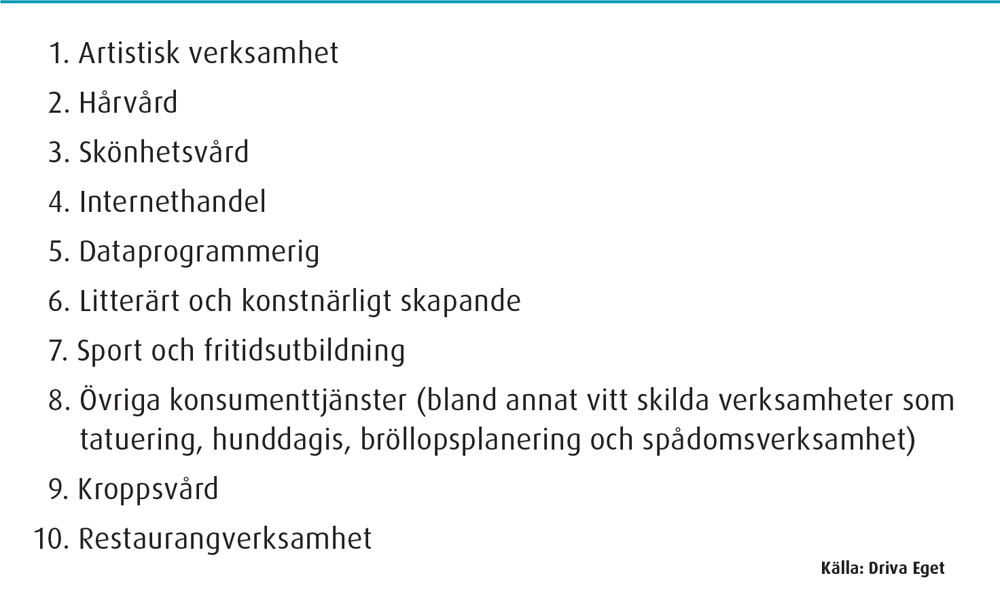 1. Artistisk verksamhet
2. Hårvård
3. Skönhetsvård
4. Internethandel
5. Dataprogrammerig
6. Litterärt och konstnärligt skapande
7. Sport och fritidsutbildning
8. Övriga konsumenttjänster (bland annat vitt skilda verksamheter som
tatuering, hunddagis, bröllopsplanering och spådomsverksamhet)
9. Kroppsvård
10. Restaurangverksamhet
Källa: Driva Eget